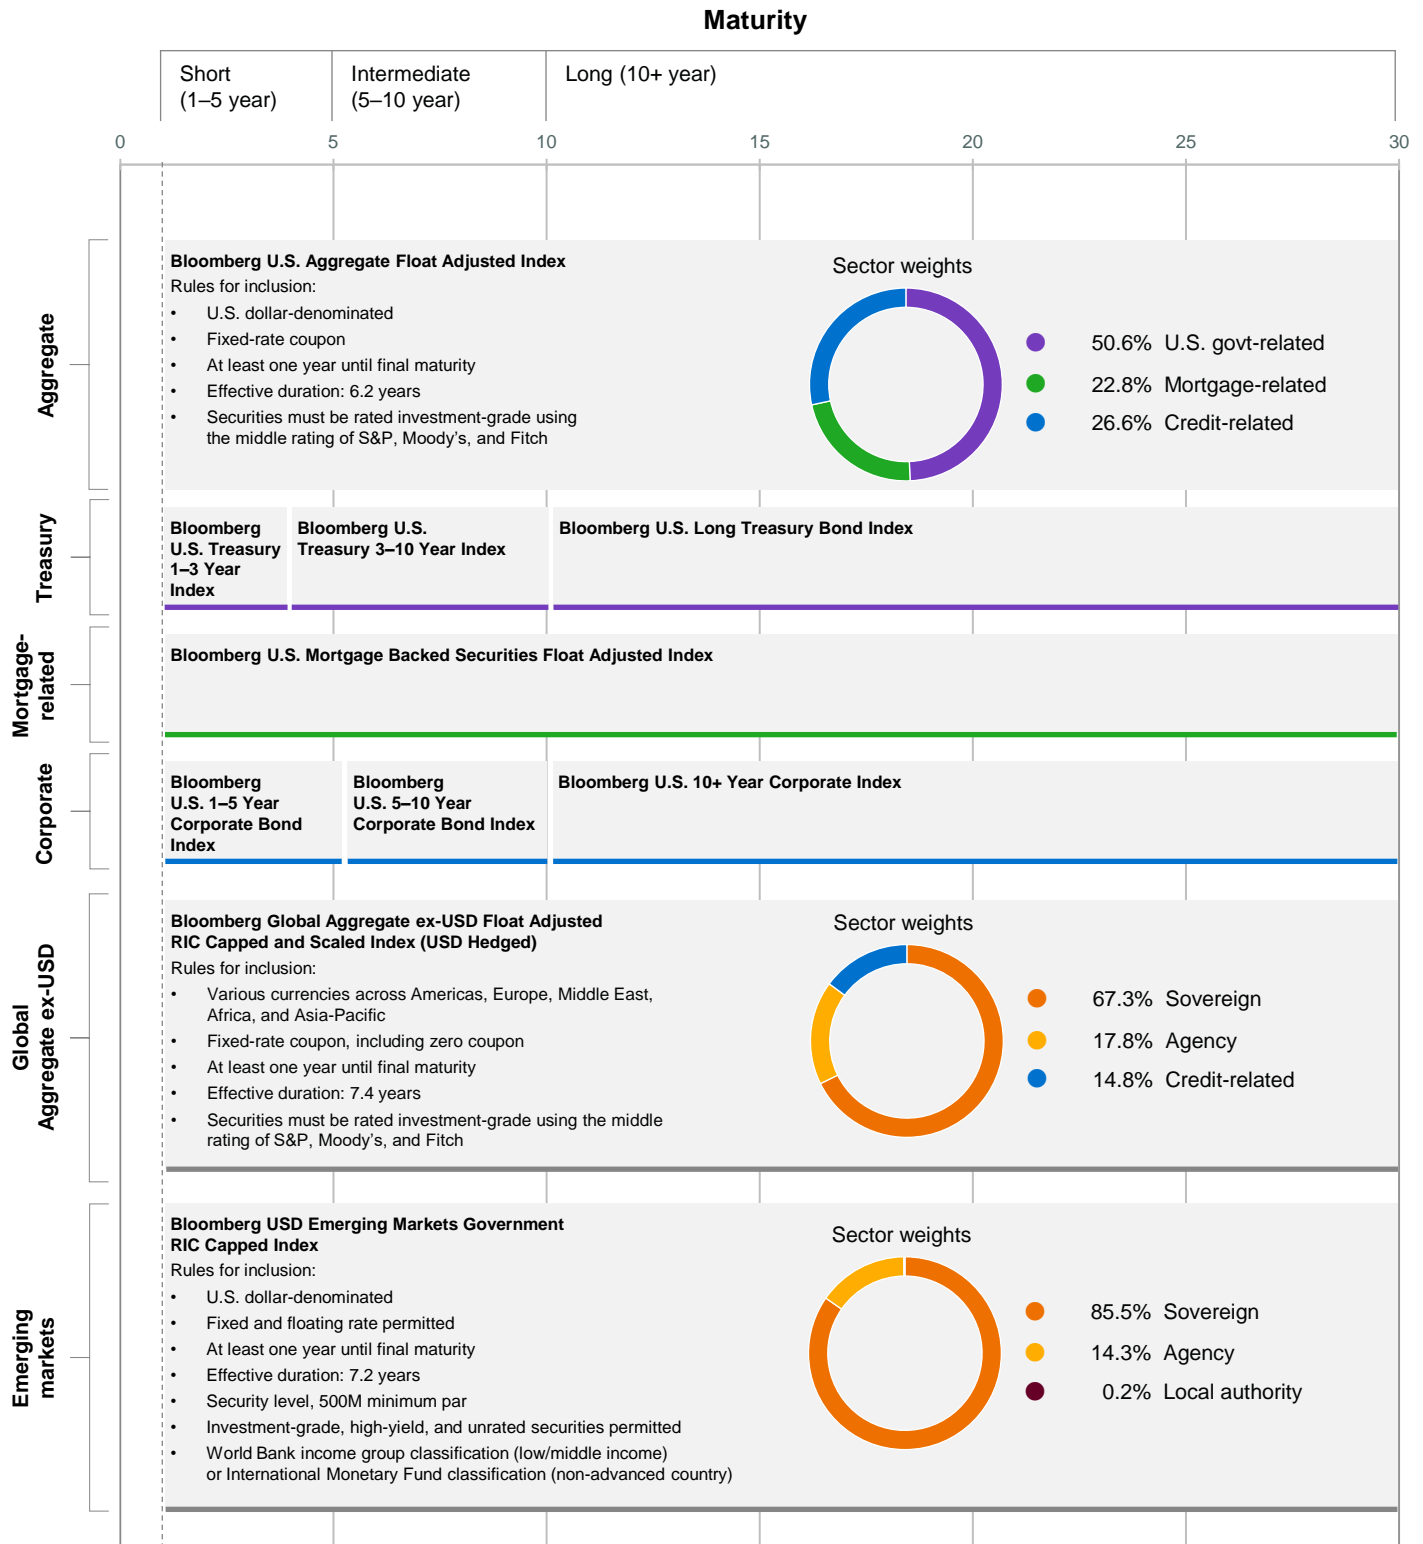 Maturity
Short
(1–5 year)
Intermediate
(5–10 year)
Long (10+ year)
0
5
10
15
20
25
30
Aggregate
Bloomberg U.S. Aggregate Float Adjusted Index
Rules for inclusion:
• U.S. dollar-denominated
• Fixed-rate coupon
• At least one year until final maturity
• Effective duration: 6.2 years
• Securities must be rated investment-grade using
the middle rating of S&P, Moody’s, and Fitch
Sector weights
50.6% U.S. govt-related
22.8% Mortgage-related
26.6% Credit-related
Treasury
Bloomberg
U.S. Treasury
1–3 Year
Index
Bloomberg U.S.
Treasury 3–10 Year Index
Bloomberg U.S. Long Treasury Bond Index
Mortgage-
related
Bloomberg U.S. Mortgage Backed Securities Float Adjusted Index
Corporate
Bloomberg
U.S. 1–5 Year
Corporate Bond
Index
Bloomberg
U.S. 5–10 Year
Corporate Bond Index
Bloomberg U.S. 10+ Year Corporate Index
Global
Aggregate ex-USD
Bloomberg Global Aggregate ex-USD Float Adjusted
RIC Capped and Scaled Index (USD Hedged)
Rules for inclusion:
• Various currencies across Americas, Europe, Middle East,
Africa, and Asia-Pacific
• Fixed-rate coupon, including zero coupon
• At least one year until final maturity
• Effective duration: 7.4 years
• Securities must be rated investment-grade using the middle
rating of S&P, Moody’s, and Fitch
Sector weights
67.3% Sovereign
17.8% Agency
14.8% Credit-related
Emerging
markets
Bloomberg USD Emerging Markets Government
RIC Capped Index
Rules for inclusion:
• U.S. dollar-denominated
• Fixed and floating rate permitted
• At least one year until final maturity
• Effective duration: 7.2 years
• Security level, 500M minimum par
• Investment-grade, high-yield, and unrated securities permitted
• World Bank income group classification (low/middle income)
or International Monetary Fund classification (non-advanced country)
Sector weights
85.5% Sovereign
14.3% Agency
0.2% Local authority